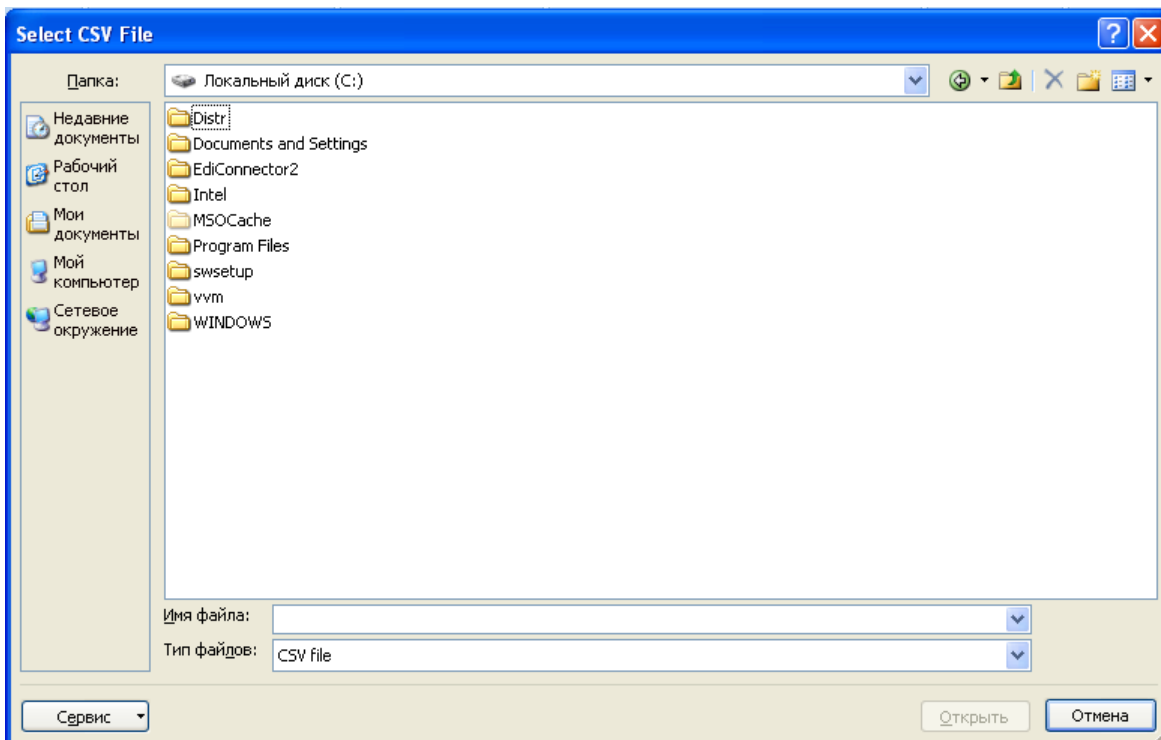 Select CSV File
Папка:
Локальный диск (C:)
Недавние
документы
Рабочий
стол
Мои
документы
Мой
компьютер
Сетевое
окружение
Distr
Documents and Settings
EdiConnector2
Intel
MSOCache
Program Files
swsetup
vvm
WINDOWS
Имя файла:
Тип файлов:
CSV file
Сервис
Открыть
Отмена